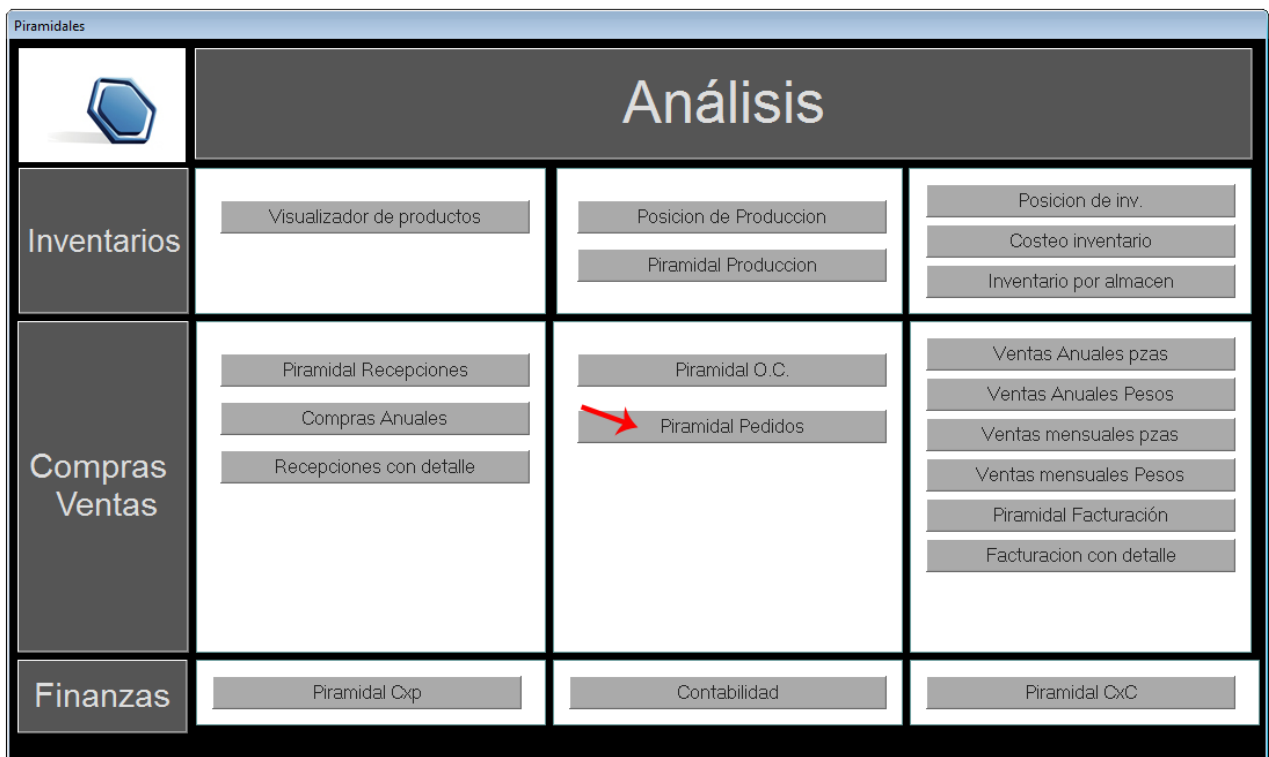 Piramidales
Análisis
Inventarios
Visualizador de productos
Posicion de Produccion
Piramidal Produccion
Posicion de inv.
Costeo inventario
Inventario por almacen
Compras
Ventas
Piramidal Recepciones
Compras Anuales
Recepciones con detalle
Piramidal O.C.
Piramidal Pedidos
Ventas Anuales pzas
Ventas Anuales Pesos
Ventas mensuales pzas
Ventas mensuales Pesos
Piramidal Facturación
Facturacion con detalle
Finanzas
Piramidal Cxp
Contabilidad
Piramidal CxC